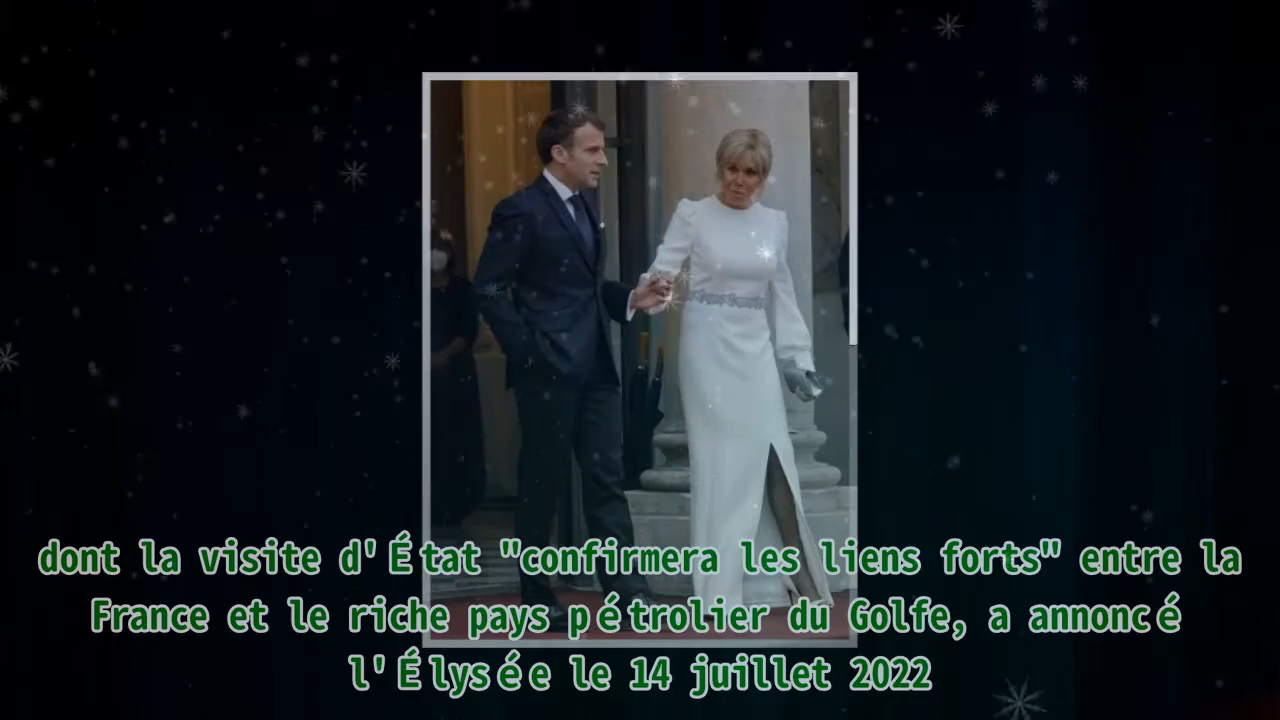 dont la visite d'État "confirmera les liens forts" entre la
France et le riche pays pétrolier du Golfe, a annoncé
l'Élysée le 14 juillet 2022